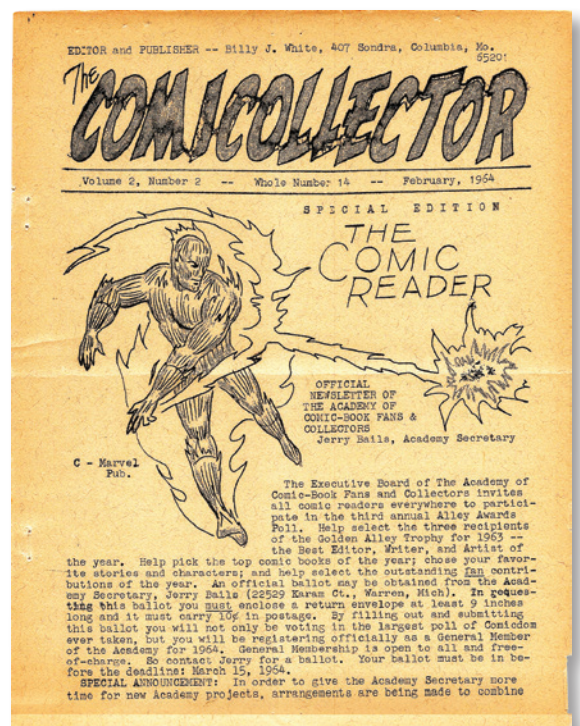 EDITOR and PUBLISHER -- Billy J. White, 407 Sondra, Columbia, Mo.
65201
The
COMICOLLECTOR
Volume 2, Number 2 -- Whole Number 14 -- February, 1964
SPECIAL EDITION
THE
COMIC
READER
OFFICIAL
NEWSLETTER OF
THE ACADEMY OF
COMIC-BOOK FANS &
COLLECTORS
Jerry Bails, Academy Secretary
C - Marvel
Pub.
The Executive Board of The Academy of
Comic-Book Fans and Collectors invites
all comic readers everywhere to partici-
pate in the third annual Alley Awards
Poll. Help select the three recipients
of the Golden Alley Trophy for 1963 --
the Best Editor, Writer, and Artist of
the year. Help pick the top comic books of the year; chose your favor-
ite stories and characters; and help select the outstanding fan contri-
butions of the year. An official ballot may be obtained from the Acad-
emy Secretary, Jerry Bails (22529 Karam Ct., Warren, Mich). In reques-
ting this ballot you must enclose a return envelope at least 9 inches
long and it must carry 10¢ in postage. By filling out and submitting
this ballot you will not only be voting in the largest poll of Comicdom
ever taken, but you will be registering officially as a General Member
of the Academy for 1964. General Membership is open to all and free-
of-charge. So contact Jerry for a ballot. Your ballot must be in be-
fore the deadline: March 15, 1964.
SPECIAL ANNOUNCEMENT: In order to give the Academy Secretary more
time for new Academy projects, arrangements are being made to combine